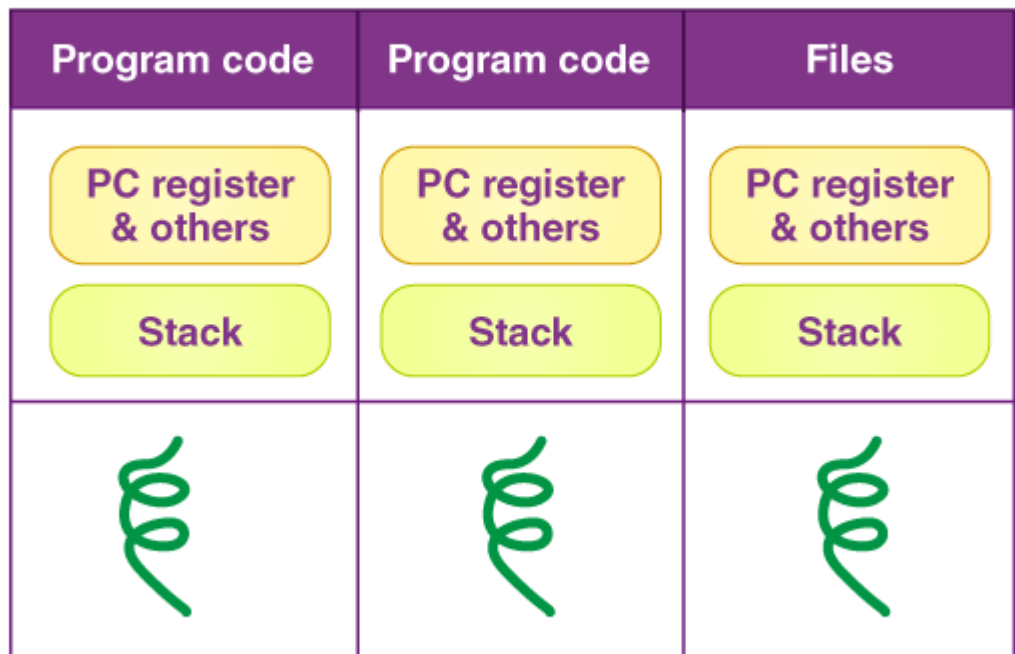 Program code
Program code
Files
PC register
& others
PC register
& others
PC register
& others
Stack
Stack
Stack